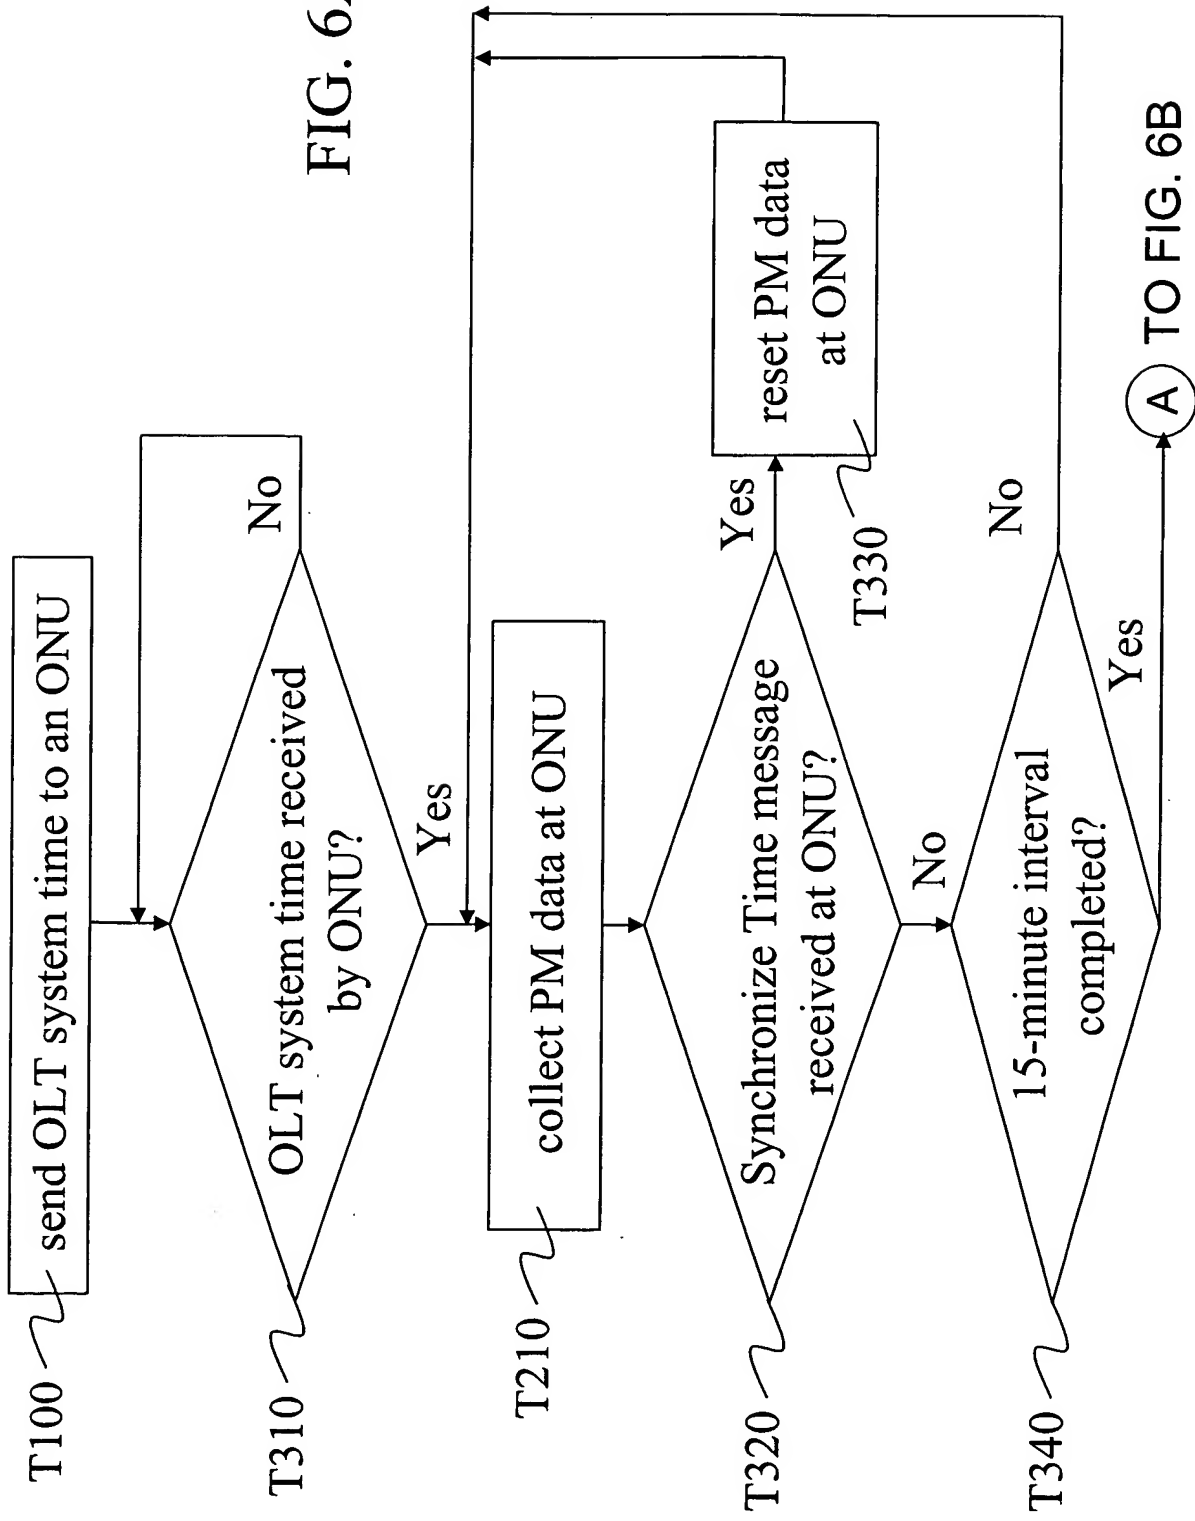 FIG. 6
T100
send OLT system time to an ONU
T310
OLT system time received
by ONU?
No
Yes
T210
collect PM data at ONU
T320
Synchronize Time message
received at ONU?
Yes
T330
reset PM data
at ONU
No
T340
15-minute interval
completed?
No
Yes
A
TO FIG. 6B